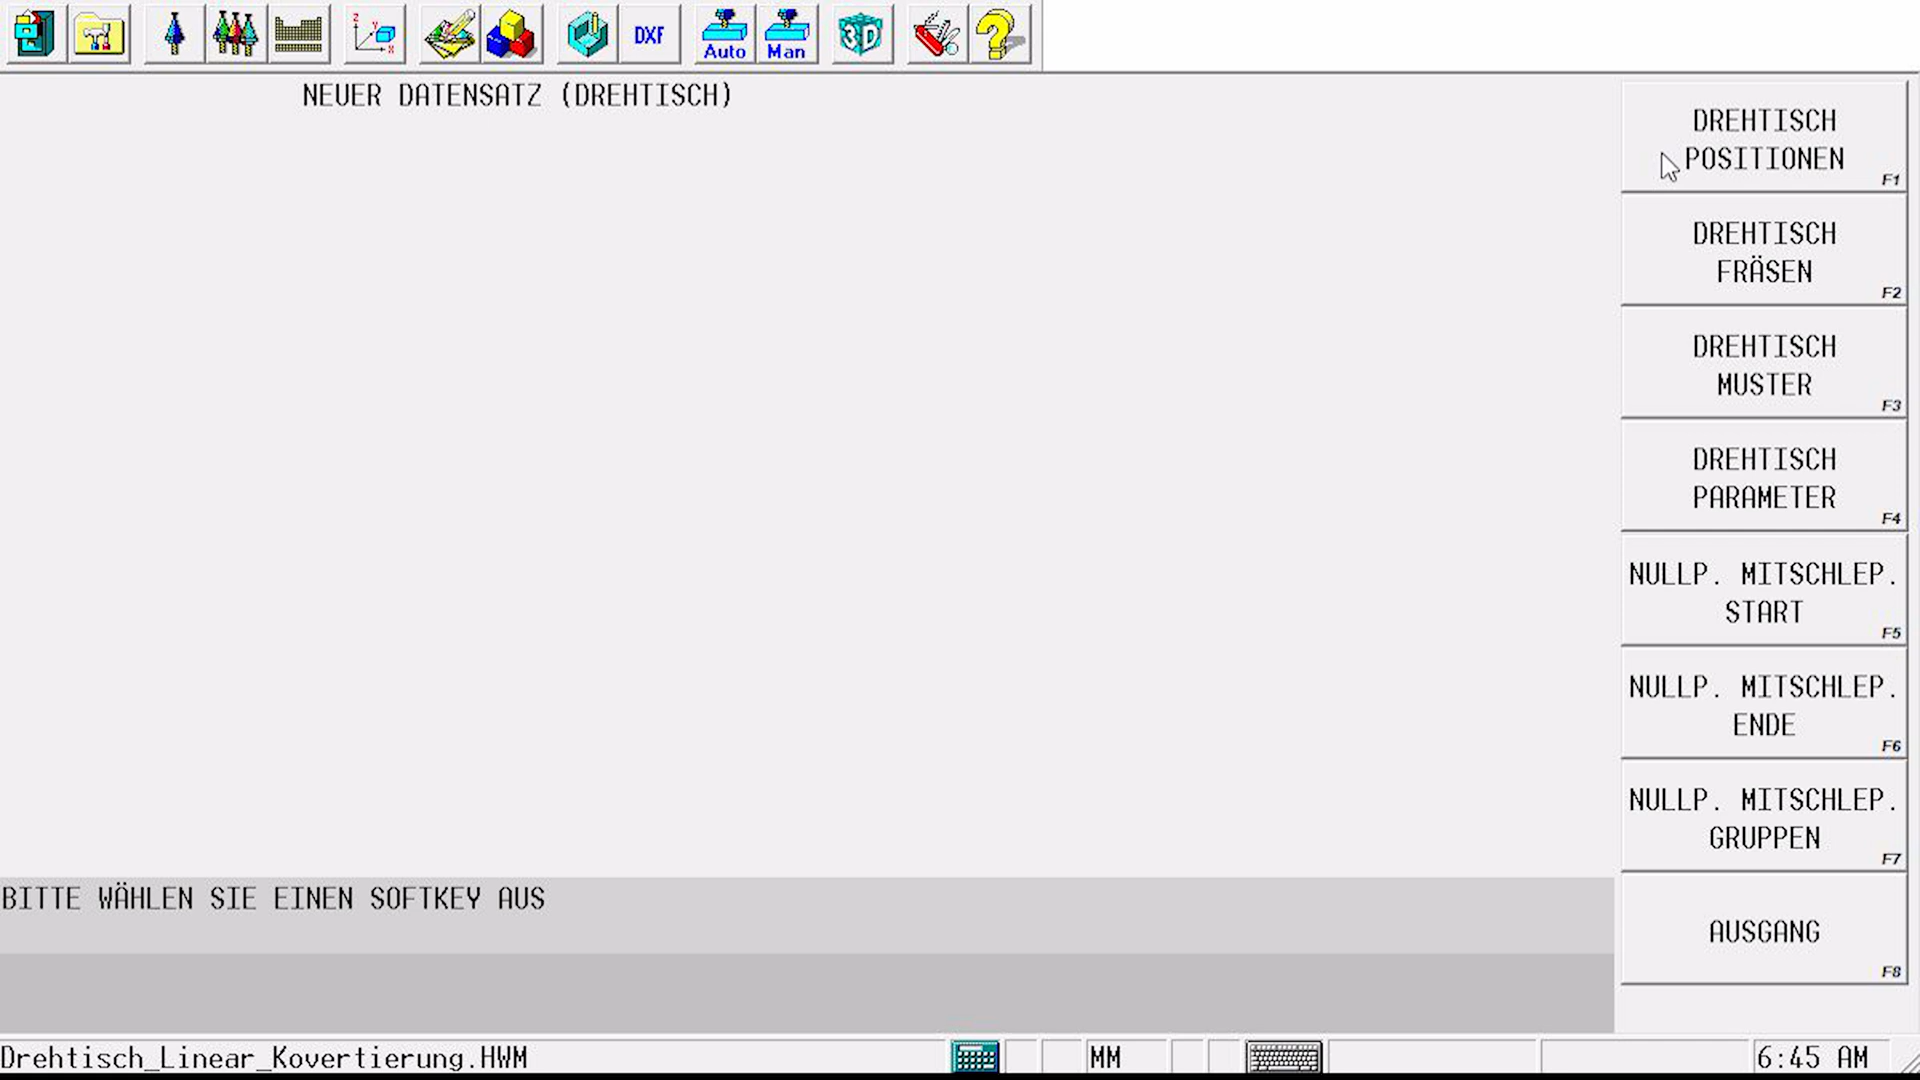 DXF
Auto
Man
3D
NEUER DATENSATZ (DREHTISCH)
DREHTISCH
POSITIONEN
F1
DREHTISCH
FRÄSEN
F2
DREHTISCH
MUSTER
F3
DREHTISCH
PARAMETER
F4
NULLP. MITSCHLEP.
START
F5
NULLP. MITSCHLEP.
ENDE
F6
NULLP. MITSCHLEP.
GRUPPEN
F7
AUSGANG
F8
BITTE WÄHLEN SIE EINEN SOFTKEY AUS
Drehtisch_Linear_Kovertierung.HWM
MM
6:45 AM